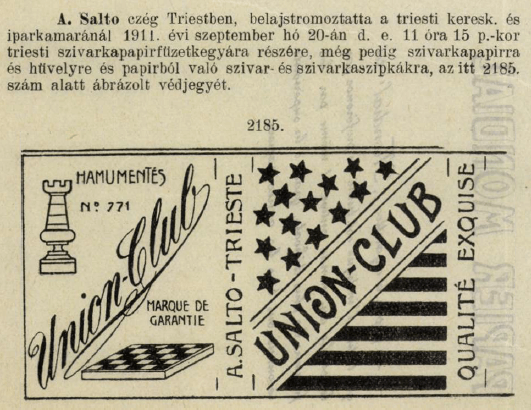 A. Salto czég Triestben, belajstromoztatta a triesti keresk. és
iparkamaránál 1911. évi szeptember hó 20-án d. e. 11 óra 15 p.-kor
triesti szivarkapapirfüzetkegyára részére, még pedig szivarkapapirra
és hüvelyre és papirból való szivar- és szivarkaszipkákra, az itt 2185.
szám alatt ábrázolt védjegyét.
2185.
HAMUMENTÉS
No 771
Union-Club
MARQUE DE
GARANTIE
A. SALTO-TRIESTE
UNION-CLUB
QUALITÉ EXQUISE